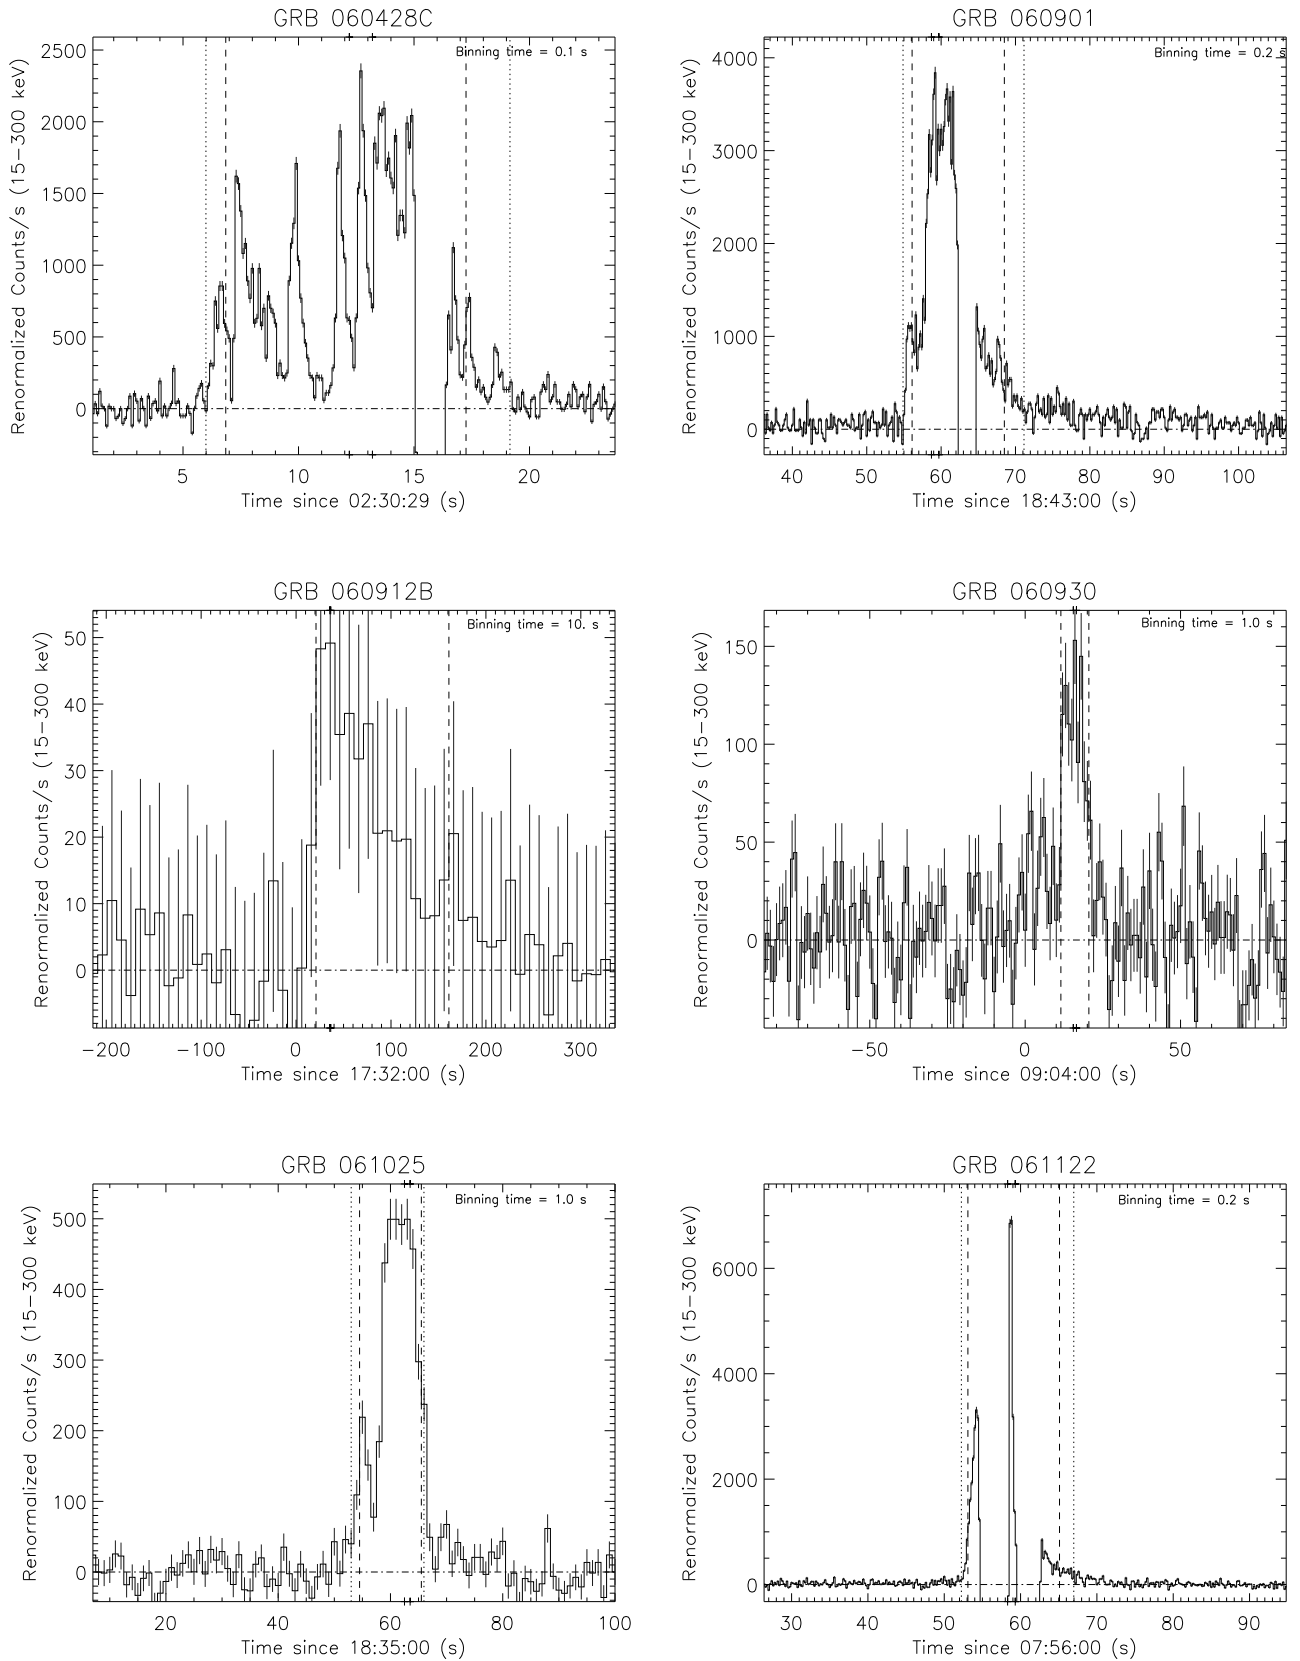 GRB 060428C
Binning time = 0.1 s
2500
2000
1500
1000
500
0
Renormalized Counts/s (15-300 keV)
5 10 15 20
Time since 02:30:29 (s)
GRB 060901
Binning time = 0.2 s
4000
3000
2000
1000
0
Renormalized Counts/s (15-300 keV)
40 50 60 70 80 90 100
Time since 18:43:00 (s)
GRB 060912B
Binning time = 10. s
50
40
30
20
10
0
Renormalized Counts/s (15-300 keV)
-200 -100 0 100 200 300
Time since 17:32:00 (s)
GRB 060930
Binning time = 1.0 s
150
100
50
0
Renormalized Counts/s (15-300 keV)
-50 0 50
Time since 09:04:00 (s)
GRB 061025
Binning time = 1.0 s
500
400
300
200
100
0
Renormalized Counts/s (15-300 keV)
20 40 60 80 100
Time since 18:35:00 (s)
GRB 061122
Binning time = 0.2 s
6000
4000
2000
0
Renormalized Counts/s (15-300 keV)
30 40 50 60 70 80 90
Time since 07:56:00 (s)